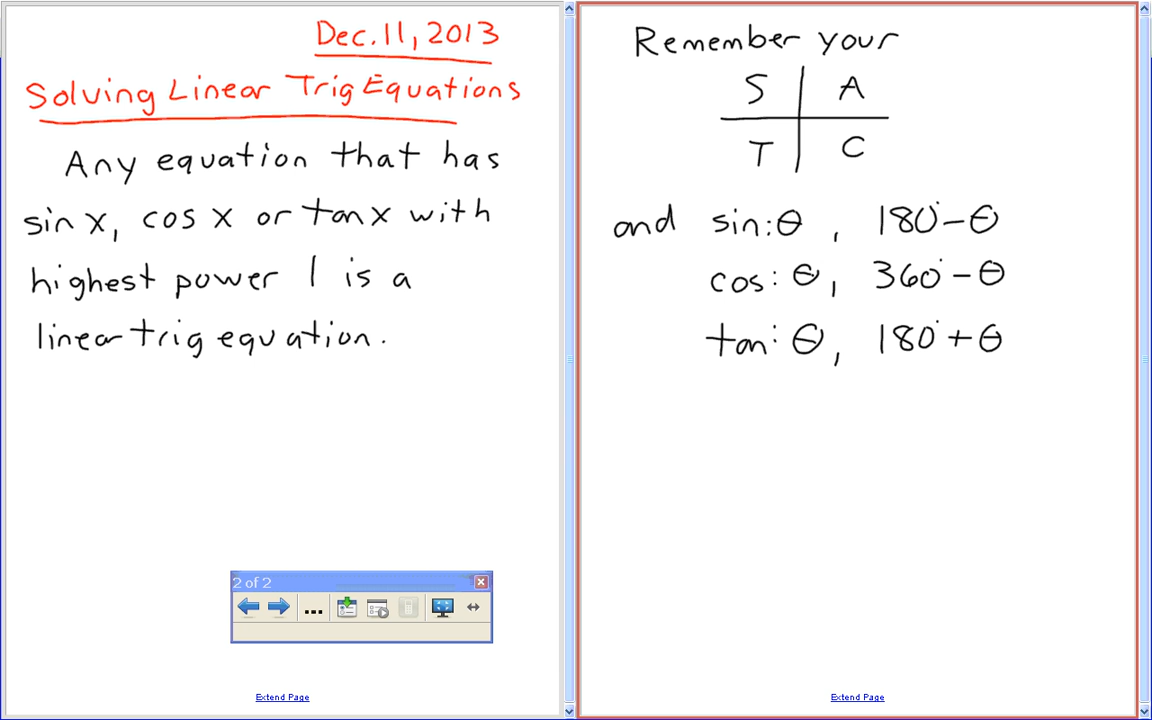 Dec. 11, 2013
Solving Linear Trig Equations
Any equation that has
sin x, cos x or tan x with
highest power 1 is a
linear trig equation.
2 of 2
Extend Page
Remember your
S A
T C
and sin: θ, 180° - θ
cos: θ, 360° - θ
tan: θ, 180° + θ
Extend Page